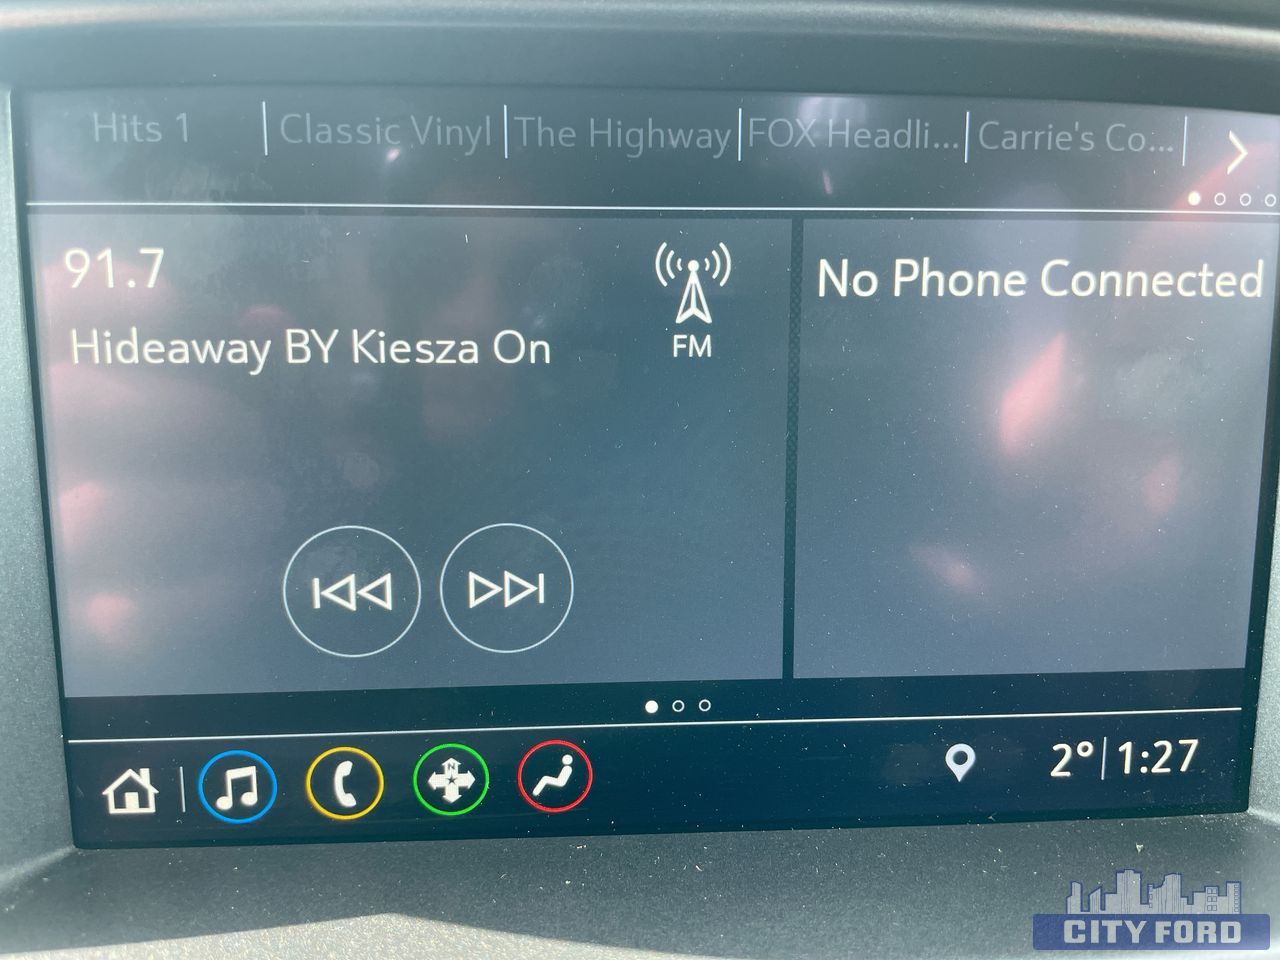 Hits 1 | Classic Vinyl | The Highway | FOX Headli... | Carrie's Co...
91.7
Hideaway BY Kiesza On
FM
No Phone Connected
N
2° | 1:27
CITY FORD